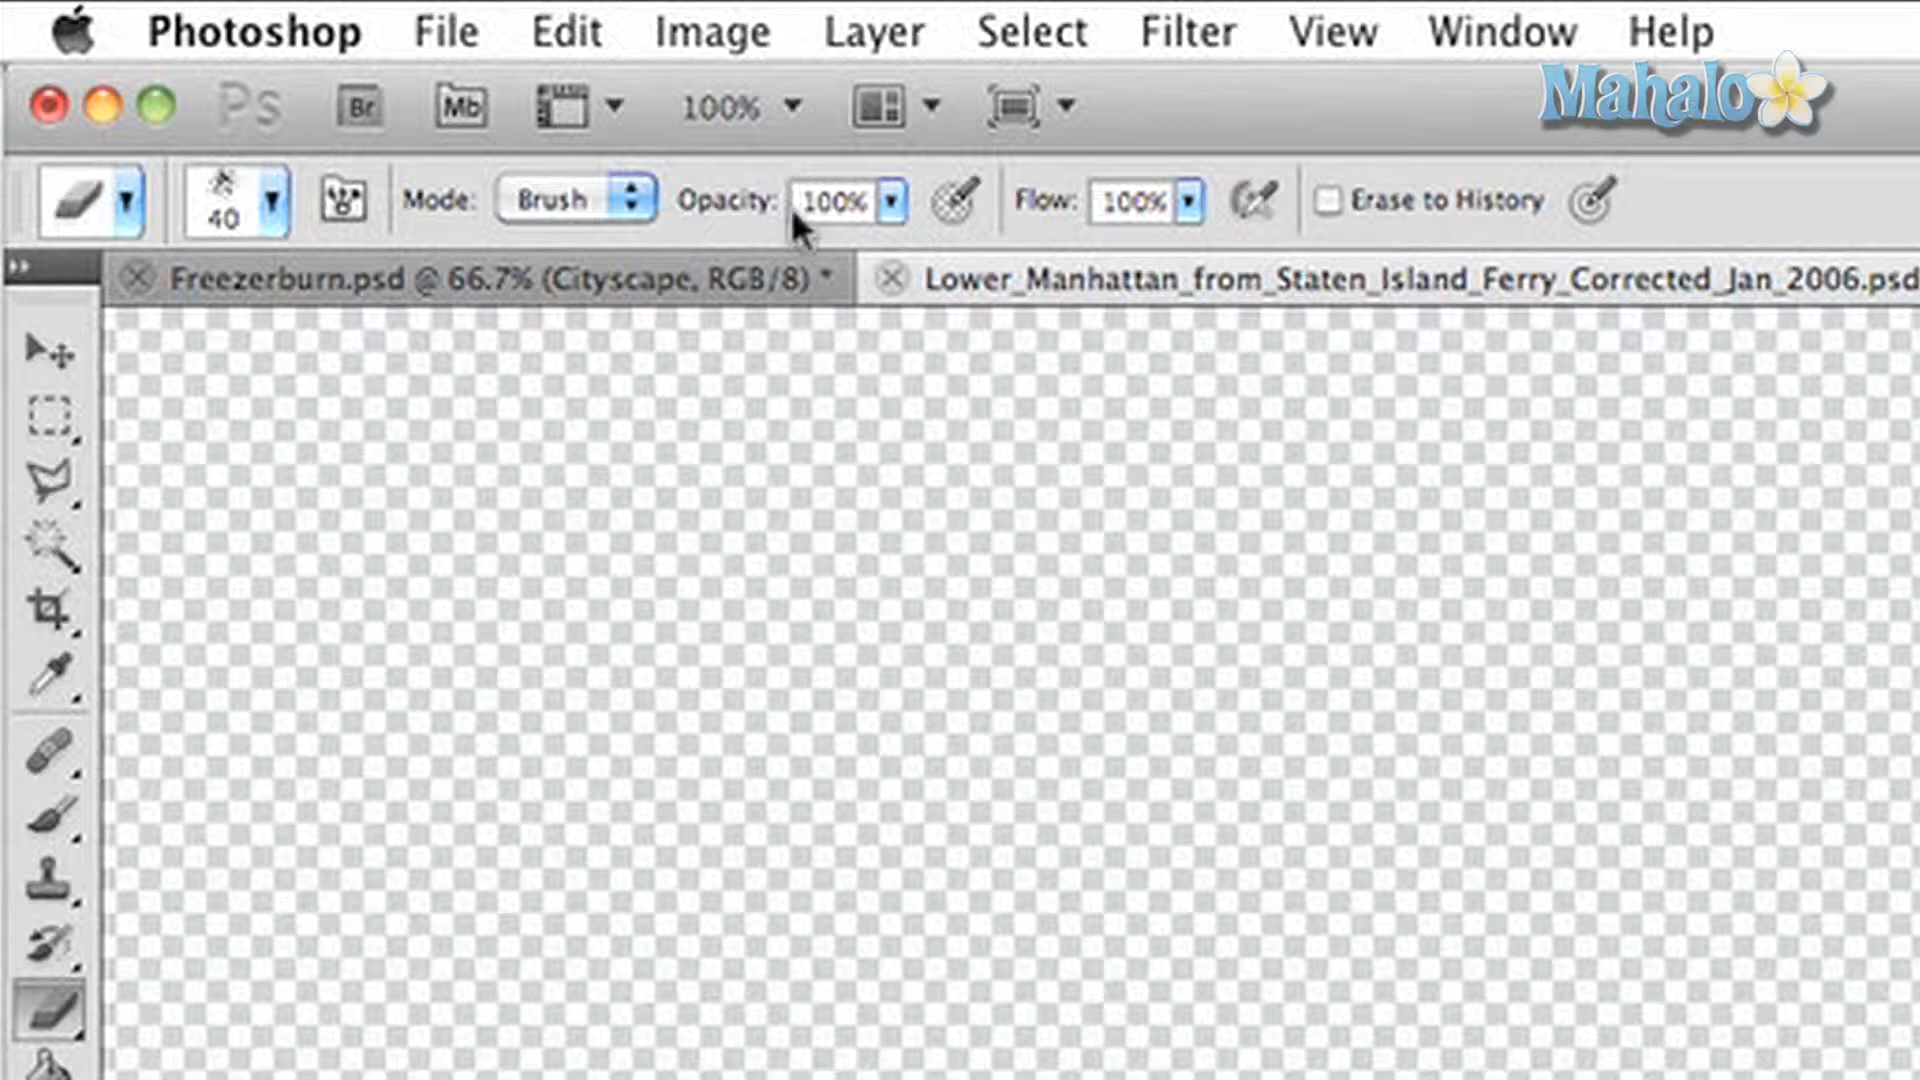 Photoshop File Edit Image Layer Select Filter View Window Help
Mahalo
Ps Br Mb 100%
40 Mode: Brush Opacity: 100% Flow: 100% Erase to History
Freezerburn.psd @ 66.7% (Cityscape, RGB/8) * Lower_Manhattan_from_Staten_Island_Ferry_Corrected_Jan_2006.psd